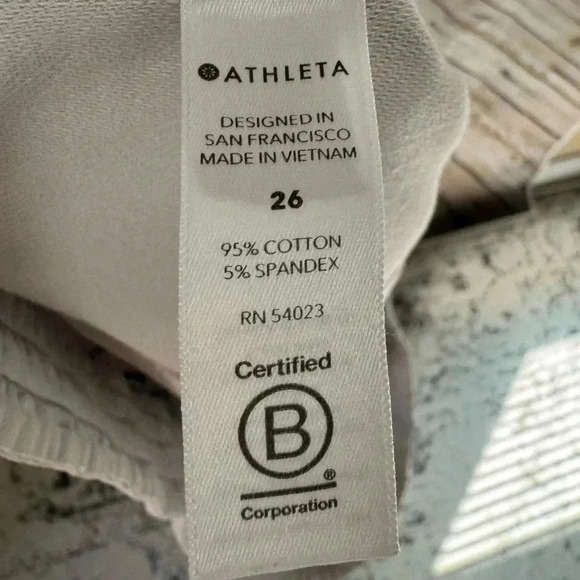 ATHLETA
DESIGNED IN
SAN FRANCISCO
MADE IN VIETNAM
26
95% COTTON
5% SPANDEX
RN 54023
Certified
B
®
Corporation